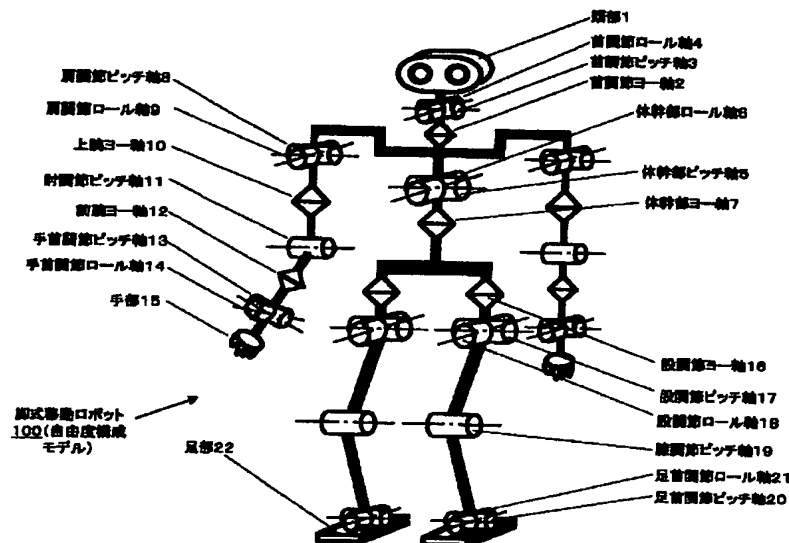 頭部1
首関節ロール軸4
首関節ピッチ軸3
首関節ヨー軸2
体幹部ロール軸6
体幹部ピッチ軸5
体幹部ヨー軸7
肩関節ピッチ軸8
肩関節ロール軸9
上腕ヨー軸10
肘関節ピッチ軸11
前腕ヨー軸12
手首関節ピッチ軸13
手首関節ロール軸14
手部15
股関節ヨー軸16
股関節ピッチ軸17
股関節ロール軸18
膝関節ピッチ軸19
足首関節ロール軸21
足首関節ピッチ軸20
脚式移動ロボット
100(自由度構成
モデル)
足部22